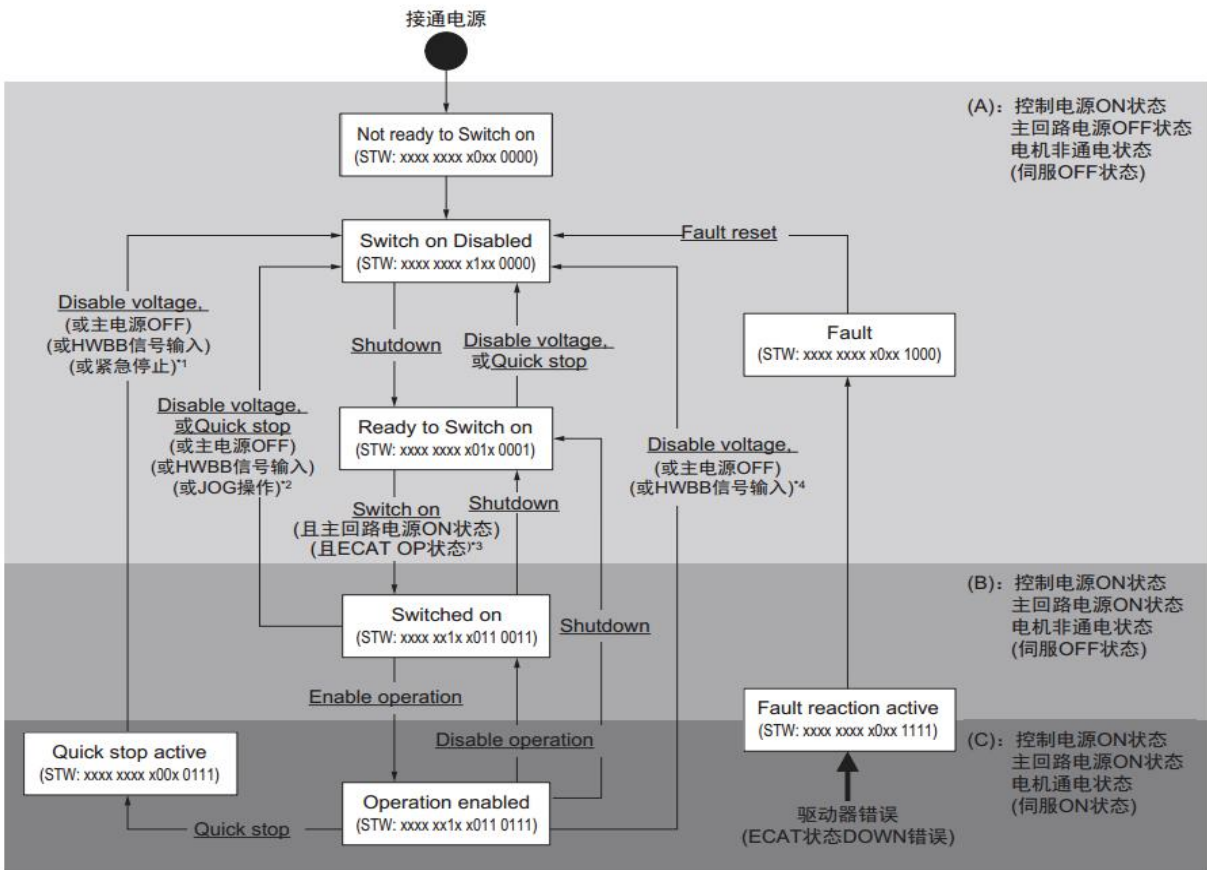 接通电源
Not ready to Switch on
(STW: xxxx xxxx x0xx 0000)
(A): 控制电源ON状态
主回路电源OFF状态
电机非通电状态
(伺服OFF状态)
Switch on Disabled
(STW: xxxx xxxx x1xx 0000)
Fault reset
Disable voltage,
(或主电源OFF)
(或HWBB信号输入)
(或紧急停止)*1
Shutdown
Disable voltage,
或Quick stop
Fault
(STW: xxxx xxxx x0xx 1000)
Disable voltage,
或Quick stop
(或主电源OFF)
(或HWBB信号输入)
(或JOG操作)*2
Ready to Switch on
(STW: xxxx xxxx x01x 0001)
Disable voltage,
(或主电源OFF)
(或HWBB信号输入)*4
Switch on
(且主回路电源ON状态)
(且ECAT OP状态)*3
Shutdown
(B): 控制电源ON状态
主回路电源ON状态
电机非通电状态
(伺服OFF状态)
Switched on
(STW: xxxx xx1x x011 0011)
Shutdown
Enable operation
Fault reaction active
(STW: xxxx xxxx x0xx 1111)
Quick stop active
(STW: xxxx xxxx x00x 0111)
Disable operation
(C): 控制电源ON状态
主回路电源ON状态
电机通电状态
(伺服ON状态)
Operation enabled
(STW: xxxx xx1x x011 0111)
Quick stop
驱动器错误
(ECAT状态DOWN错误)